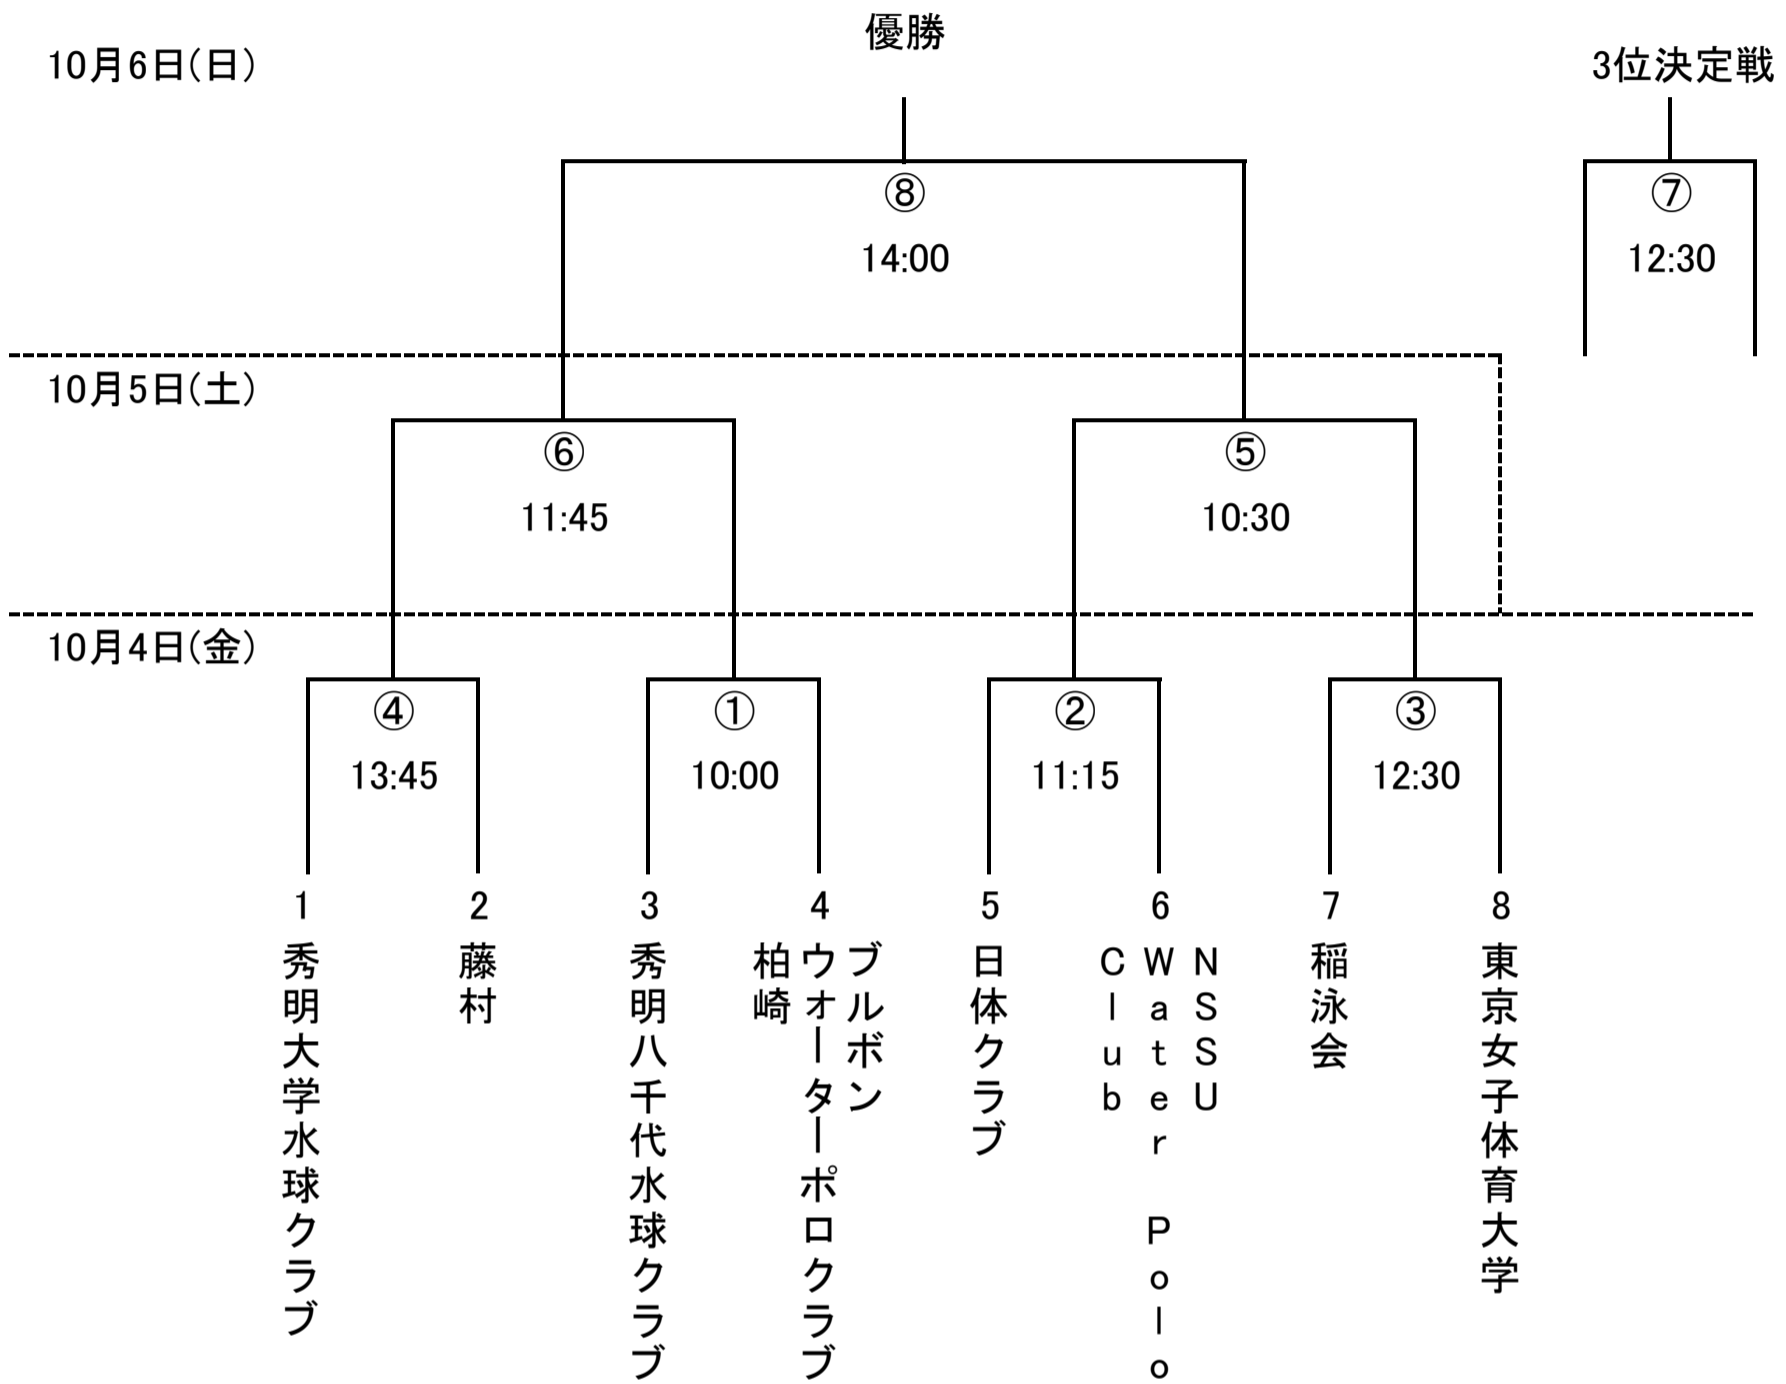 優勝
10月6日(日)
3位決定戦
⑧
⑦
14:00
12:30
10月5日(土)
⑥
⑤
11:45
10:30
10月4日(金)
④
①
②
③
13:45
10:00
11:15
12:30
1
2
3
4
5
6
7
8
秀明大学水球クラブ
藤村
秀明八千代水球クラブ
ブルボン
ウォーターポロクラブ
柏崎
日体クラブ
NSSU
Water Polo
Club
稲泳会
東京女子体育大学